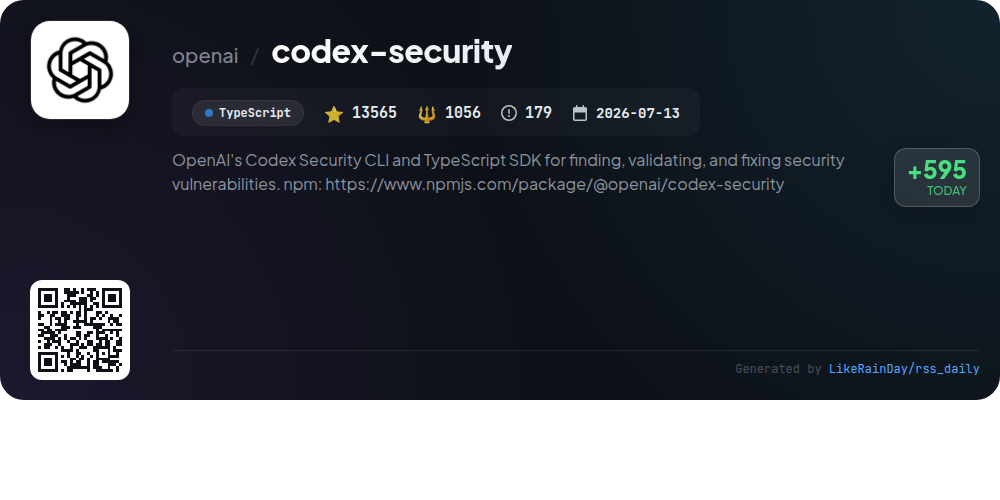 openai / codex-security
TypeScript 13565 1056 179 2026-07-13
OpenAI's Codex Security CLI and TypeScript SDK for finding, validating, and fixing security
vulnerabilities. npm: https://www.npmjs.com/package/@openai/codex-security
+595
TODAY
Generated by LikeRainDay/rss_daily